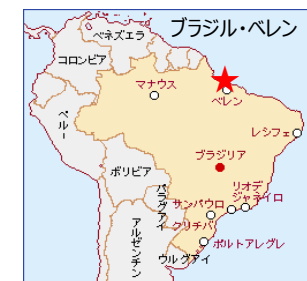 ブラジル・ベレン
ベネズエラ
コロンビア
マナウス
ベレン
ペルー
レシフェ
ブラジリア
ボリビア
パラグアイ
リオデ
ジャネイロ
サンパウロ
クリチバ
アルゼンチン
ポルトアレグレ
ウルグアイ